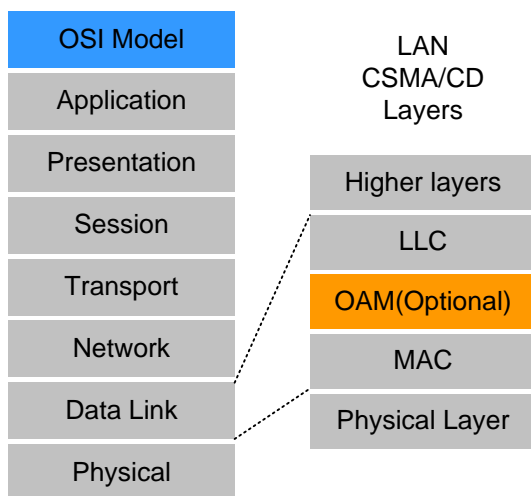 OSI Model
Application
Presentation
Session
Transport
Network
Data Link
Physical
LAN
CSMA/CD
Layers
Higher layers
LLC
OAM(Optional)
MAC
Physical Layer